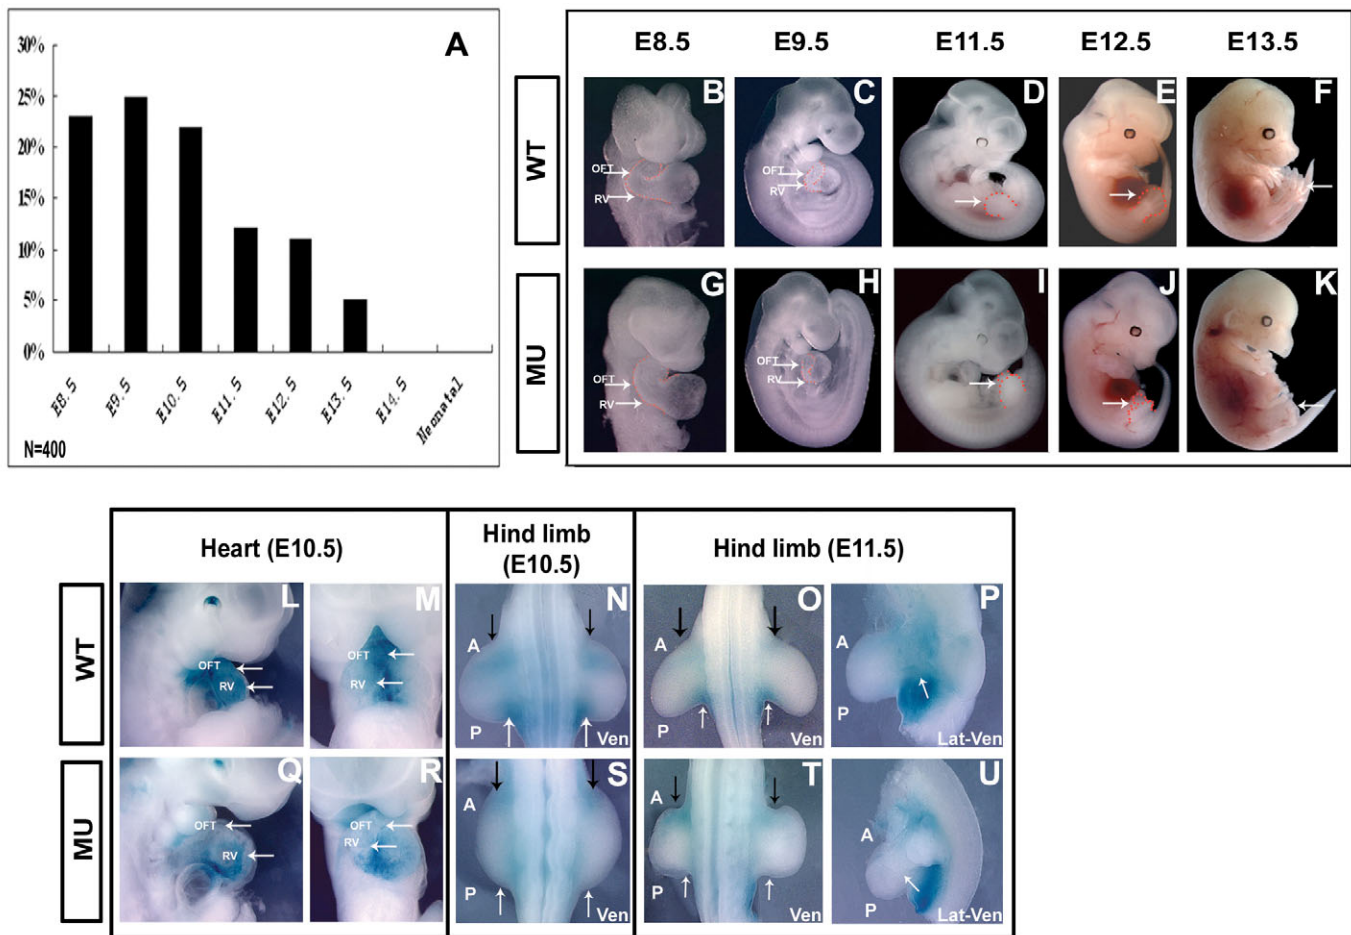 A
30%
25%
20%
15%
10%
5%
0%
E8.5
E9.5
E10.5
E11.5
E12.5
E13.5
E14.5
Neonatal
N=400
E8.5 E9.5 E11.5 E12.5 E13.5
WT
B C D E F
OFT
RV
OFT
RV
MU
G H I J K
OFT
RV
OFT
RV
Heart (E10.5)
Hind limb
(E10.5)
Hind limb (E11.5)
WT
L M N O P
OFT
RV
OFT
RV
A
P
Ven
A
P
Ven
A
P
Lat-Ven
MU
Q R S T U
OFT
RV
OFT
RV
A
P
Ven
A
P
Ven
A
P
Lat-Ven